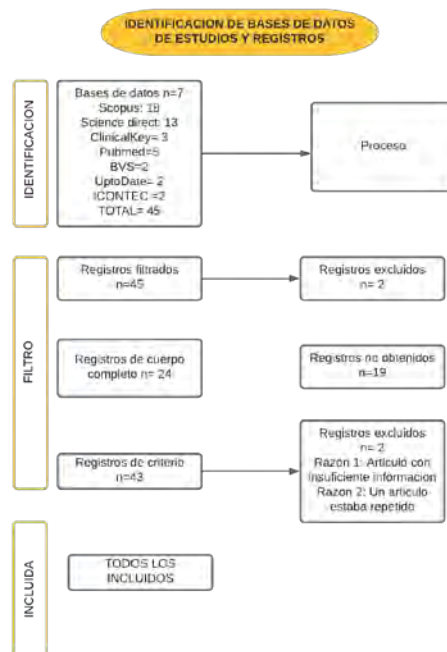 IDENTIFICACION DE BASES DE DATOS
DE ESTUDIOS Y REGISTROS
IDENTIFICACION
Bases de datos n=7
Scopus: 18
Science direct: 13
ClinicalKey= 3
Pubmed=5
BVS=2
UptoDate= 2
ICONTEC =2
TOTAL= 45
Proceso
FILTRO
Registros filtrados
n=45
Registros excluidos
n= 2
Registros de cuerpo
completo n= 24
Registros no obtenidos
n=19
Registros de criterio
n=43
Registros excluidos
n= 2
Razon 1: Articulo con
insuficiente informacion
Razon 2: Un articulo
estaba repetido
INCLUIDA
TODOS LOS
INCLUIDOS